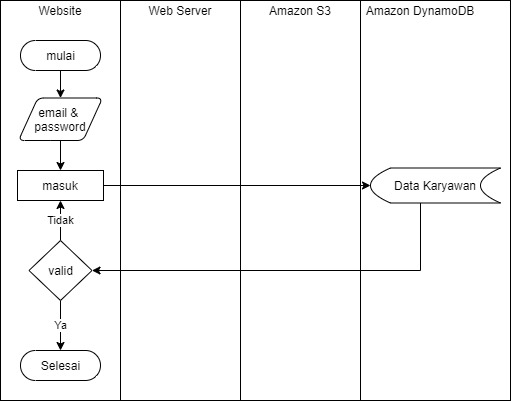 Website
Web Server
Amazon S3
Amazon DynamoDB
mulai
email &
password
masuk
Data Karyawan
Tidak
valid
Ya
Selesai